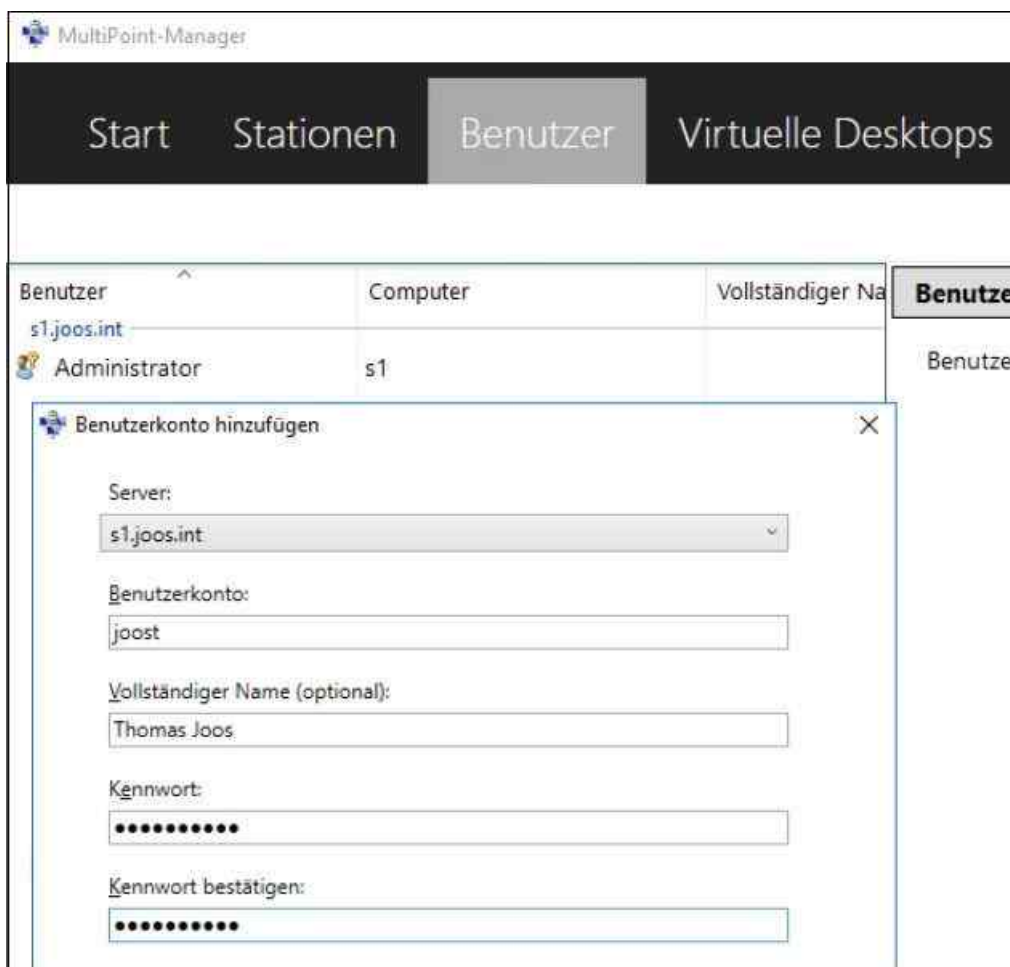 MultiPoint-Manager
Start Stationen Benutzer Virtuelle Desktops
Benutzer Computer Vollständiger Na Benutze
s1.joos.int
Administrator s1 Benutze
Benutzerkonto hinzufügen
Server:
s1.joos.int
Benutzerkonto:
joost
Vollständiger Name (optional):
Thomas Joos
Kennwort:
••••••••••
Kennwort bestätigen:
••••••••••